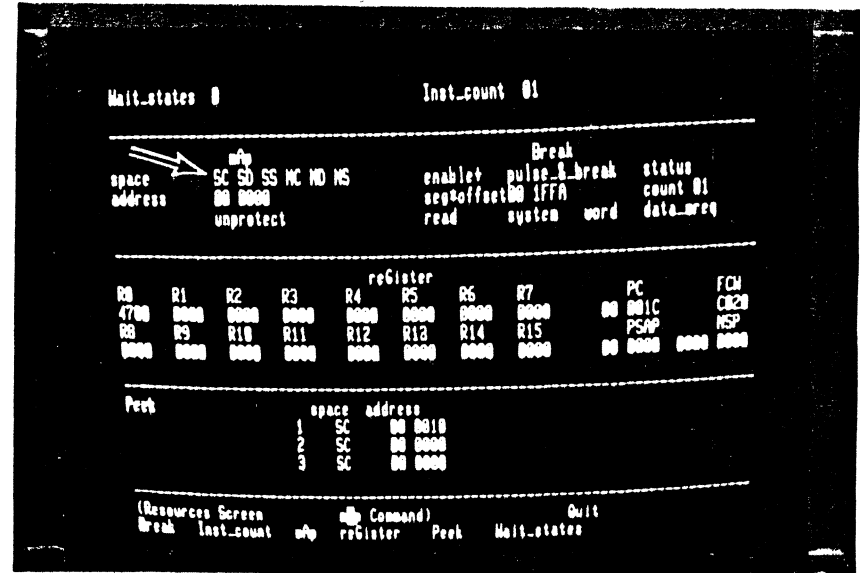 Wait_states 0 Inst_count 01
mAp Break
space SC SD SS NC ND NS enable+ pulse_&_break status
address 00 0000 seg*offset 00 1FFA count 01
unprotect read system word data_mreq
reGister
R0 R1 R2 R3 R4 R5 R6 R7 PC FCW
4700 0000 0000 0000 0000 0000 0000 0000 00 001C C020
R8 R9 R10 R11 R12 R13 R14 R15 PSAP NSP
0000 0000 0000 0000 0000 0000 0000 0000 00 0000 0000 0000
Peek
space address
1 SC 00 0010
2 SC 00 0000
3 SC 00 0000
(Resources Screen mAp Command) Quit
Break Inst_count mAp reGister Peek Wait_states